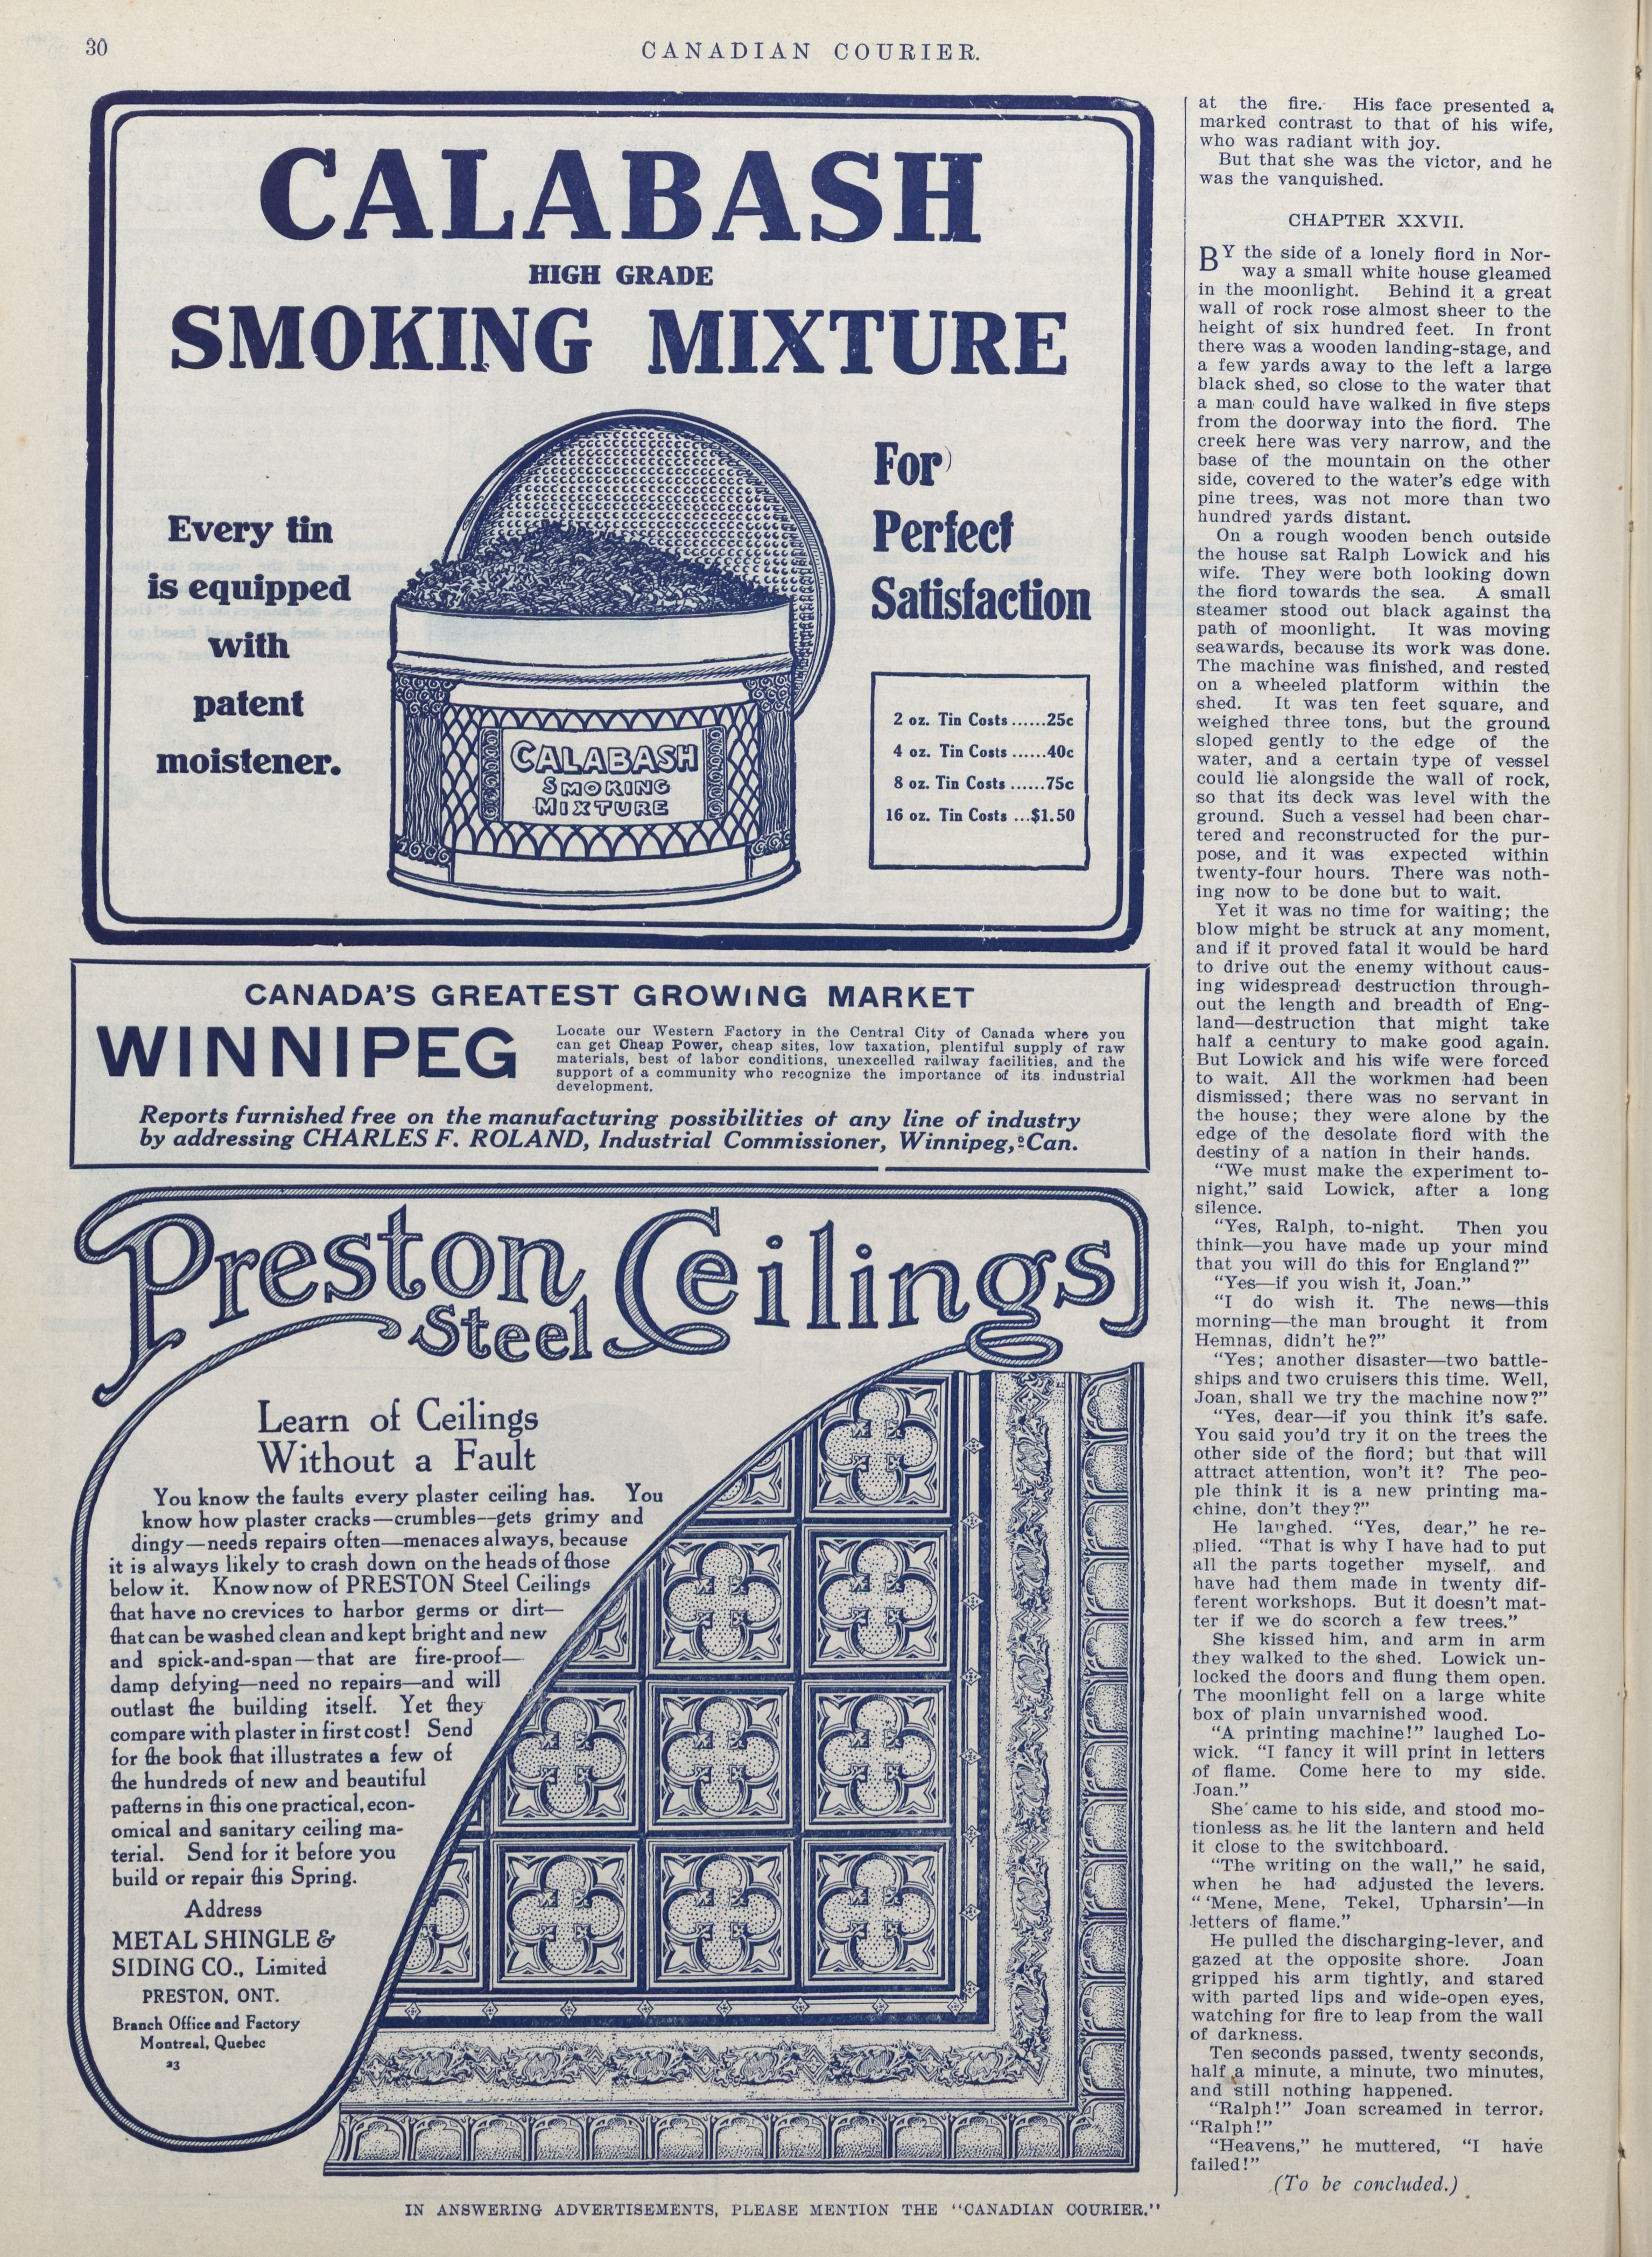 30
CANADIAN COURIER.
CALABASH
HIGH GRADE
SMOKING MIXTURE
Every tin
is equipped
with
patent
moistener.
CALABASH
SMOKING
MIXTURE
For
Perfect
Satisfaction
2 oz. Tin Costs ......25c
4 oz. Tin Costs ......40c
8 oz. Tin Costs ......75c
16 oz. Tin Costs ...$1.50
CANADA'S GREATEST GROWING MARKET
WINNIPEG
Locate our Western Factory in the Central City of Canada where you
can get Cheap Power, cheap sites, low taxation, plentiful supply of raw
materials, best of labor conditions, unexcelled railway facilities, and the
support of a community who recognize the importance of its industrial
development.
Reports furnished free on the manufacturing possibilities of any line of industry
by addressing CHARLES F. ROLAND, Industrial Commissioner, Winnipeg, Can.
Preston
Steel Ceilings
Learn of Ceilings
Without a Fault
You know the faults every plaster ceiling has. You
know how plaster cracks—crumbles—gets grimy and
dingy—needs repairs often—menaces always, because
it is always likely to crash down on the heads of those
below it. Know now of PRESTON Steel Ceilings
that have no crevices to harbor germs or dirt—
that can be washed clean and kept bright and new
and spick-and-span—that are fire-proof—
damp defying—need no repairs—and will
outlast the building itself. Yet they
compare with plaster in first cost! Send
for the book that illustrates a few of
the hundreds of new and beautiful
patterns in this one practical, econ-
omical and sanitary ceiling ma-
terial. Send for it before you
build or repair this Spring.
Address
METAL SHINGLE &
SIDING CO., Limited
PRESTON, ONT.
Branch Office and Factory
Montreal, Quebec
a3
at the fire. His face presented a
marked contrast to that of his wife,
who was radiant with joy.
But that she was the victor, and he
was the vanquished.
CHAPTER XXVII.
BY the side of a lonely fiord in Nor-
way a small white house gleamed
in the moonlight. Behind it a great
wall of rock rose almost sheer to the
height of six hundred feet. In front
there was a wooden landing-stage, and
a few yards away to the left a large
black shed, so close to the water that
a man could have walked in five steps
from the doorway into the fiord. The
creek here was very narrow, and the
base of the mountain on the other
side, covered to the water's edge with
pine trees, was not more than two
hundred yards distant.
On a rough wooden bench outside
the house sat Ralph Lowick and his
wife. They were both looking down
the fiord towards the sea. A small
steamer stood out black against the
path of moonlight. It was moving
seawards, because its work was done.
The machine was finished, and rested
on a wheeled platform within the
shed. It was ten feet square, and
weighed three tons, but the ground
sloped gently to the edge of the
water, and a certain type of vessel
could lie alongside the wall of rock,
so that its deck was level with the
ground. Such a vessel had been char-
tered and reconstructed for the pur-
pose, and it was expected within
twenty-four hours. There was noth-
ing now to be done but to wait.
Yet it was no time for waiting; the
blow might be struck at any moment,
and if it proved fatal it would be hard
to drive out the enemy without caus-
ing widespread destruction through-
out the length and breadth of Eng-
land—destruction that might take
half a century to make good again.
But Lowick and his wife were forced
to wait. All the workmen had been
dismissed; there was no servant in
the house; they were alone by the
edge of the desolate fiord with the
destiny of a nation in their hands.
"We must make the experiment to-
night," said Lowick, after a long
silence.
"Yes, Ralph, to-night. Then you
think—you have made up your mind
that you will do this for England?"
"Yes—if you wish it, Joan."
"I do wish it. The news—this
morning—the man brought it from
Hemnas, didn't he?"
"Yes; another disaster—two battle-
ships and two cruisers this time. Well,
Joan, shall we try the machine now?"
"Yes, dear—if you think it's safe.
You said you'd try it on the trees the
other side of the fiord; but that will
attract attention, won't it? The peo-
ple think it is a new printing ma-
chine, don't they?"
He laughed. "Yes, dear," he re-
plied. "That is why I have had to put
all the parts together myself, and
have had them made in twenty dif-
ferent workshops. But it doesn't mat-
ter if we do scorch a few trees."
She kissed him, and arm in arm
they walked to the shed. Lowick un-
locked the doors and flung them open.
The moonlight fell on a large white
box of plain unvarnished wood.
"A printing machine!" laughed Lo-
wick. "I fancy it will print in letters
of flame. Come here to my side.
Joan."
She came to his side, and stood mo-
tionless as he lit the lantern and held
it close to the switchboard.
"The writing on the wall," he said,
when he had adjusted the levers.
"'Mene, Mene, Tekel, Upharsin'—in
letters of flame."
He pulled the discharging-lever, and
gazed at the opposite shore. Joan
gripped his arm tightly, and stared
with parted lips and wide-open eyes,
watching for fire to leap from the wall
of darkness.
Ten seconds passed, twenty seconds,
half a minute, a minute, two minutes,
and still nothing happened.
"Ralph!" Joan screamed in terror,
"Ralph!"
"Heavens," he muttered, "I have
failed!"
(To be concluded.)
IN ANSWERING ADVERTISEMENTS, PLEASE MENTION THE "CANADIAN COURIER."